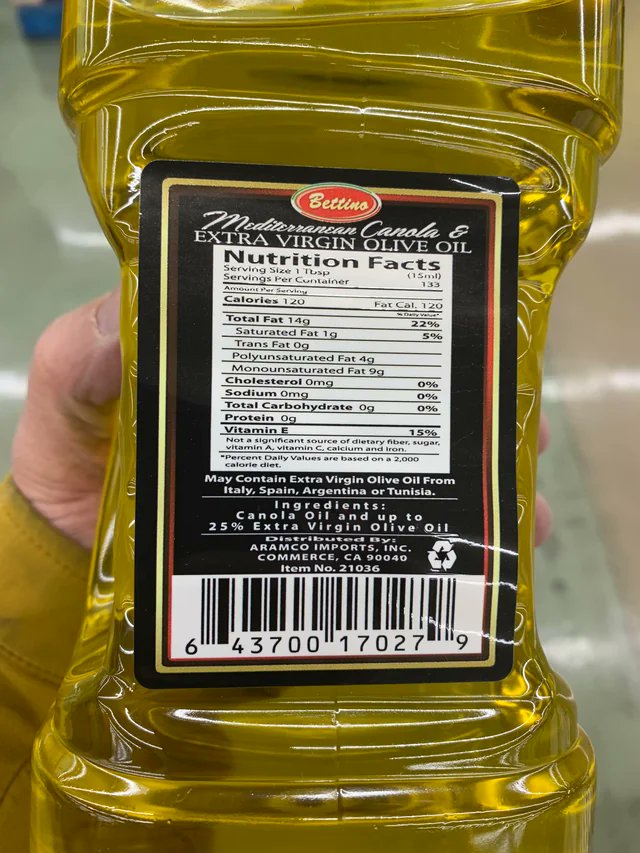 Bettino
Mediterranean Canola &
EXTRA VIRGIN OLIVE OIL
Nutrition Facts
Serving Size 1 Tbsp (15ml)
Servings Per Container 133
Amount Per Serving
Calories 120 Fat Cal. 120
% Daily Value*
Total Fat 14g 22%
Saturated Fat 1g 5%
Trans Fat 0g
Polyunsaturated Fat 4g
Monounsaturated Fat 9g
Cholesterol 0mg 0%
Sodium 0mg 0%
Total Carbohydrate 0g 0%
Protein 0g
Vitamin E 15%
Not a significant source of dietary fiber, sugar,
vitamin A, vitamin C, calcium and iron.
*Percent Daily Values are based on a 2,000
calorie diet.
May Contain Extra Virgin Olive Oil From
Italy, Spain, Argentina or Tunisia.
Ingredients:
Canola Oil and up to
25% Extra Virgin Olive Oil
Distributed By:
ARAMCO IMPORTS, INC.
COMMERCE, CA 90040
Item No. 21036
6 43700 17027 9